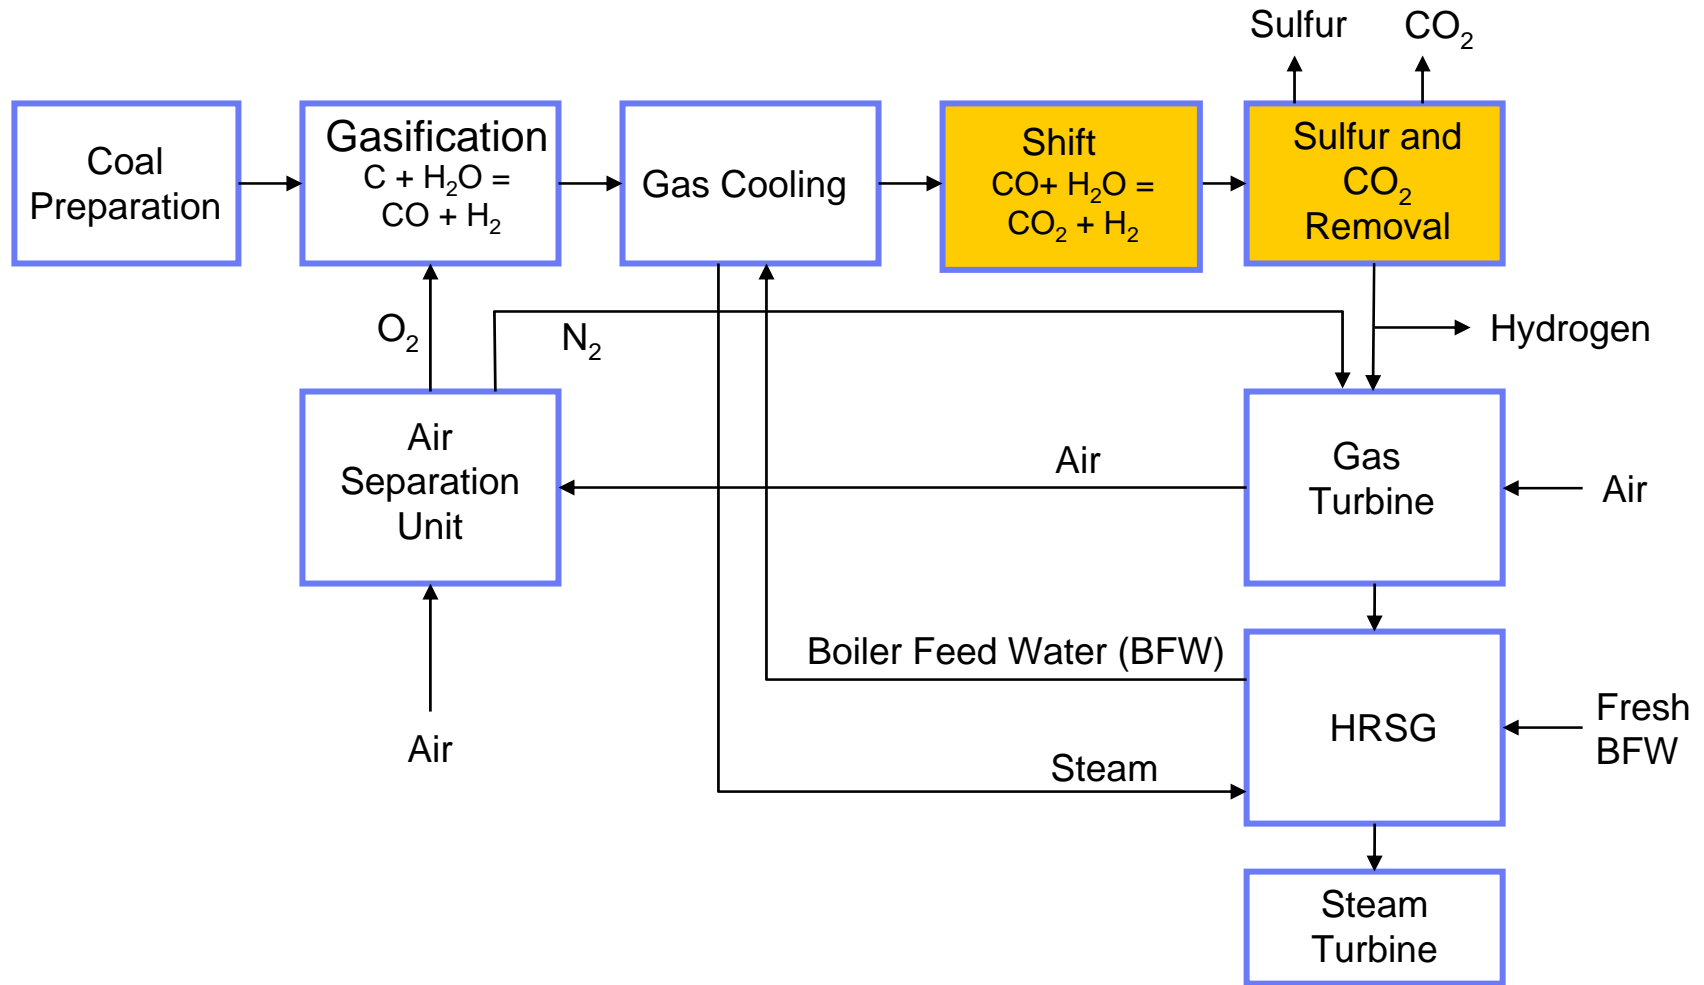 Sulfur
CO₂
Coal
Preparation
Gasification
C + H₂O =
CO + H₂
Gas Cooling
Shift
CO+ H₂O =
CO₂ + H₂
Sulfur and
CO₂
Removal
O₂
N₂
Hydrogen
Air
Separation
Unit
Air
Gas
Turbine
Air
Air
Boiler Feed Water (BFW)
HRSG
Fresh
BFW
Steam
Steam
Turbine